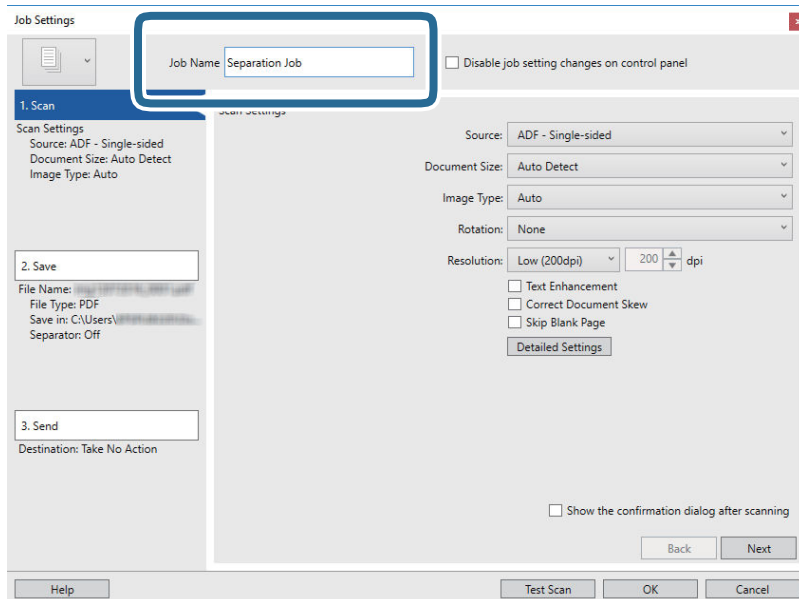 Job Settings
Job Name Separation Job
Disable job setting changes on control panel
1. Scan
Scan Settings
Source: ADF - Single-sided
Document Size: Auto Detect
Image Type: Auto
2. Save
File Name:
File Type: PDF
Save in: C:\Users\
Separator: Off
3. Send
Destination: Take No Action
Scan Settings
Source: ADF - Single-sided
Document Size: Auto Detect
Image Type: Auto
Rotation: None
Resolution: Low (200dpi) 200 dpi
Text Enhancement
Correct Document Skew
Skip Blank Page
Detailed Settings
Show the confirmation dialog after scanning
Back Next
Help Test Scan OK Cancel